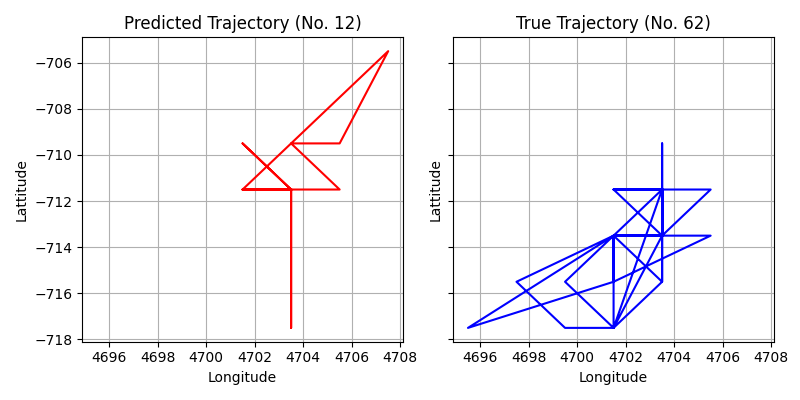 Predicted Trajectory (No. 12)
Lattitude
−706
−708
−710
−712
−714
−716
−718
4696 4698 4700 4702 4704 4706 4708
Longitude
True Trajectory (No. 62)
Lattitude
4696 4698 4700 4702 4704 4706 4708
Longitude